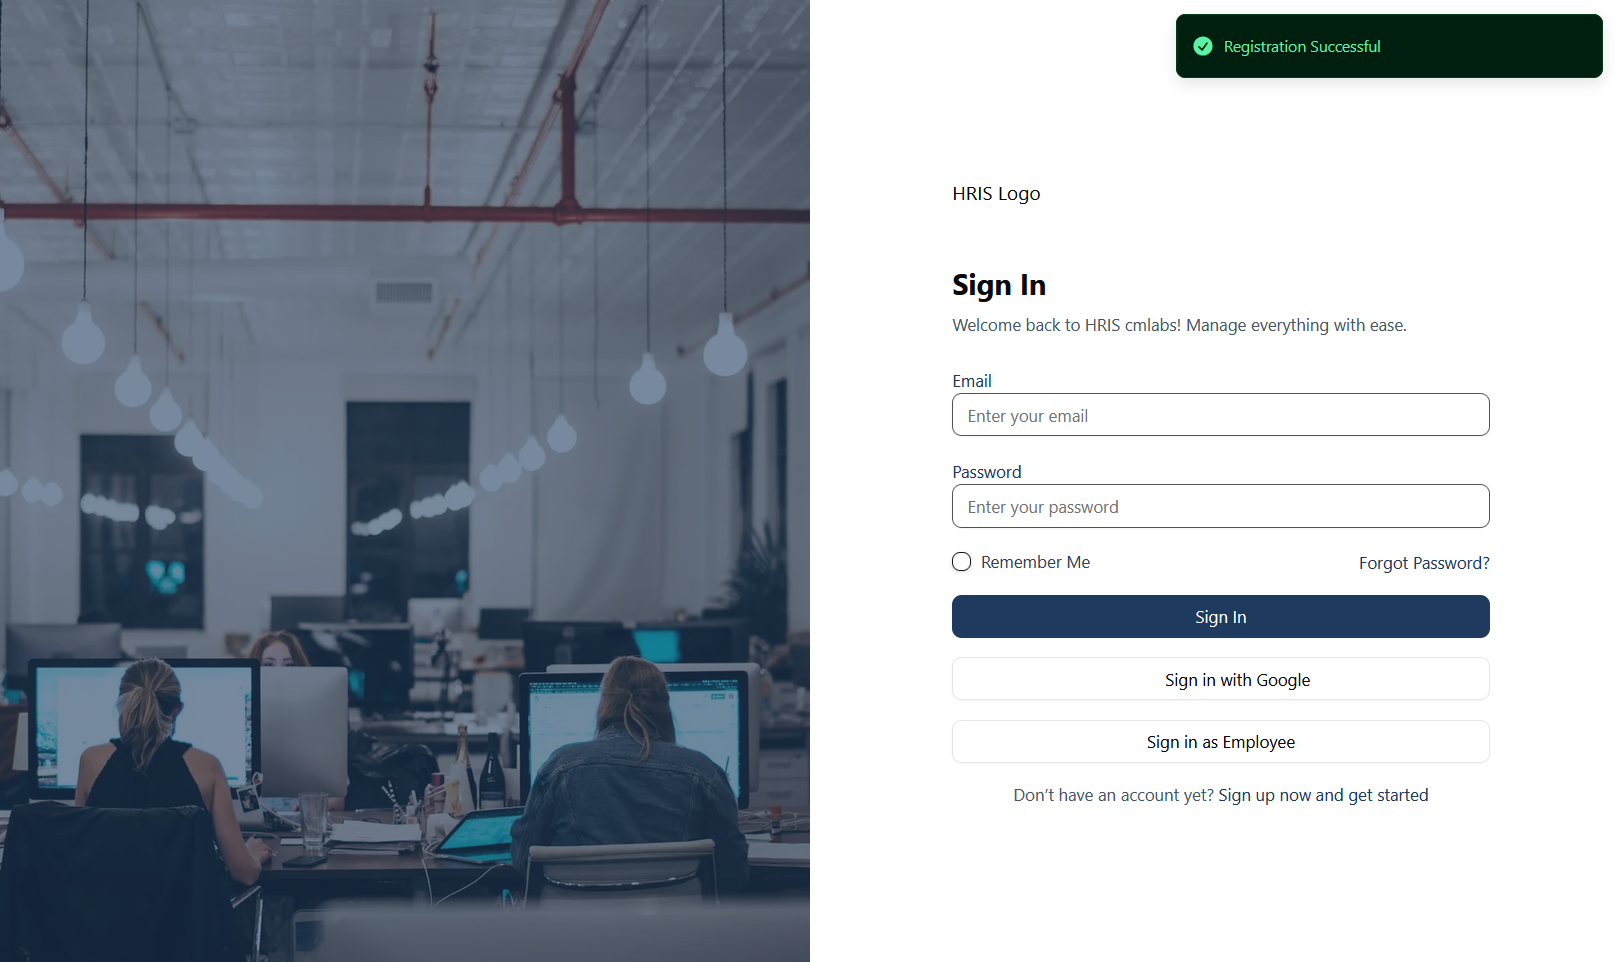 Registration Successful
HRIS Logo
Sign In
Welcome back to HRIS cmlabs! Manage everything with ease.
Email
Enter your email
Password
Enter your password
Remember Me
Forgot Password?
Sign In
Sign in with Google
Sign in as Employee
Don’t have an account yet? Sign up now and get started